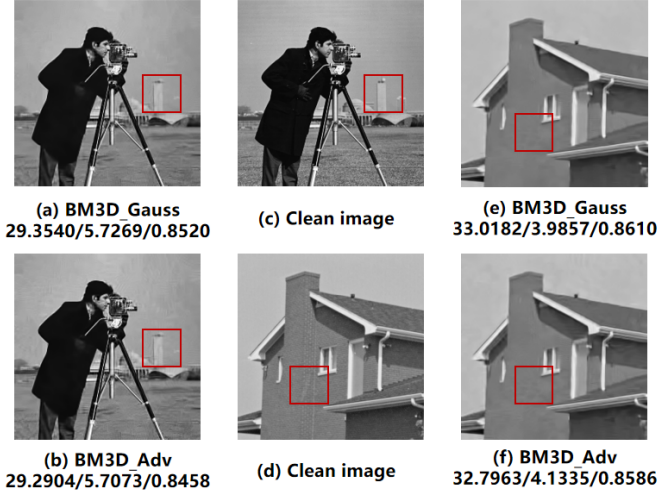 (a) BM3D_Gauss
29.3540/5.7269/0.8520
(c) Clean image
(e) BM3D_Gauss
33.0182/3.9857/0.8610
(b) BM3D_Adv
29.2904/5.7073/0.8458
(d) Clean image
(f) BM3D_Adv
32.7963/4.1335/0.8586